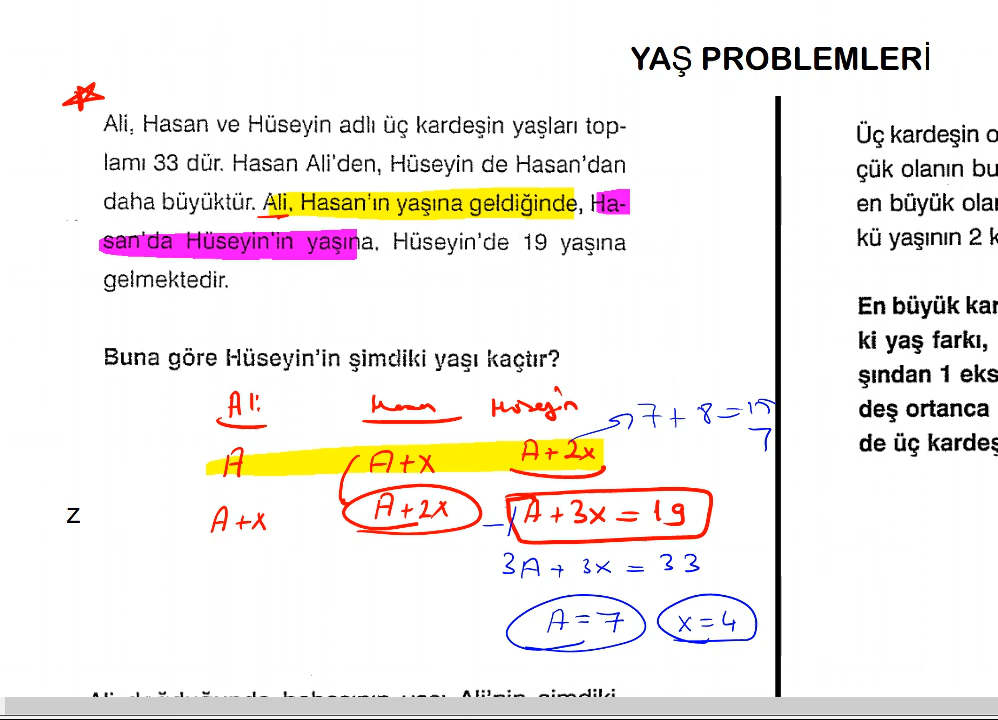 YAŞ PROBLEMLERİ
Ali, Hasan ve Hüseyin adlı üç kardeşin yaşları top-
lamı 33 dür. Hasan Ali'den, Hüseyin de Hasan'dan
daha büyüktür. Ali, Hasan'ın yaşına geldiğinde, Ha-
san'da Hüseyin'in yaşına, Hüseyin'de 19 yaşına
gelmektedir.
Buna göre Hüseyin'in şimdiki yaşı kaçtır?
Ali Hasan Hüseyin
7 + 8 = 15
A A+x A+2x
z
A+x A+2x A+3x = 19
3A + 3x = 33
A = 7 x = 4
Üç kardeşin
çük olanın bu
en büyük olan
kü yaşının 2
En büyük kar
ki yaş farkı,
şından 1 eks
deş ortanca
de üç kardeş